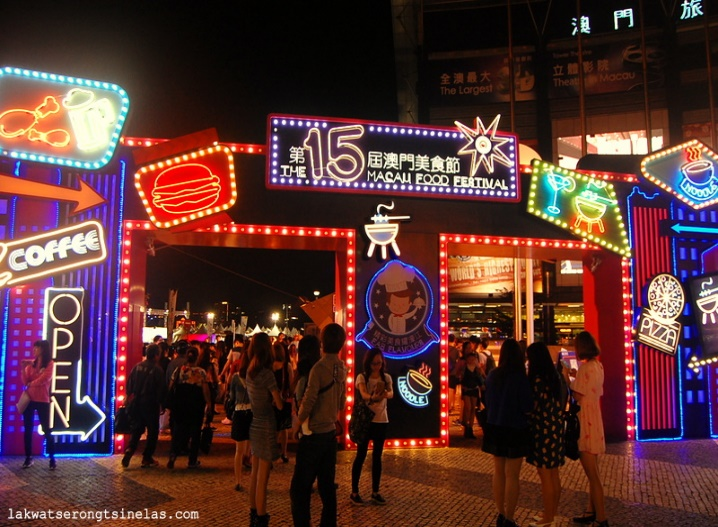 澳門 旅
全澳最大
The Largest
立體影院
Theatre in Macau
第15屆澳門美食節
THE MACAU FOOD FESTIVAL
NOODLE
COFFEE
OPEN
PIZZA
NOODLE
lakwatserongtsinelas.com